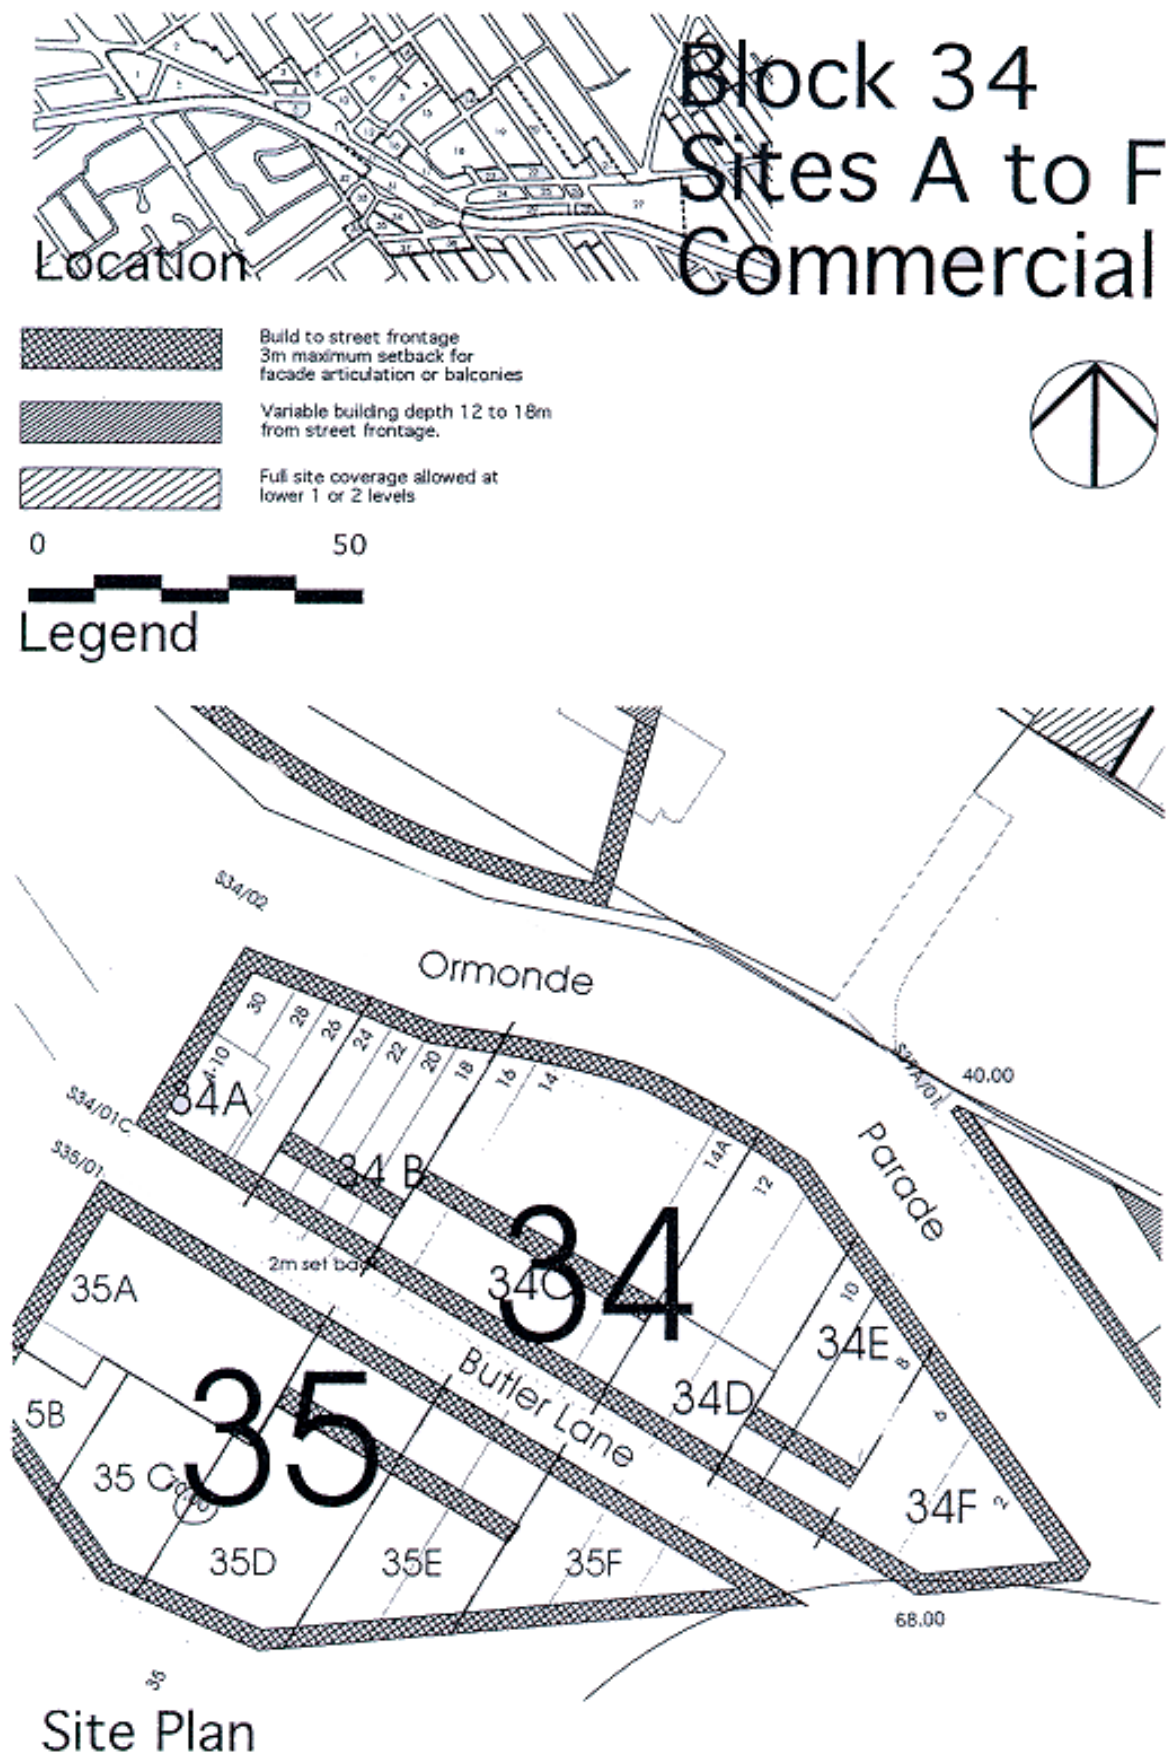 Block 34
Sites A to F
Commercial
Location
Build to street frontage
3m maximum setback for
facade articulation or balconies
Variable building depth 12 to 18m
from street frontage.
Full site coverage allowed at
lower 1 or 2 levels
0 50
Legend
S34/02
Ormonde
30
28
26
24
22
20
18
16
14
4-10
34A
S34/01C
S35/01
40.00
Parade
14A
12
34 B
34
2m set back
34C
35A
10
34E
8
Butler Lane
34D
35
5B
4
35 C
34F
2
35D
35E
35F
68.00
35
Site Plan